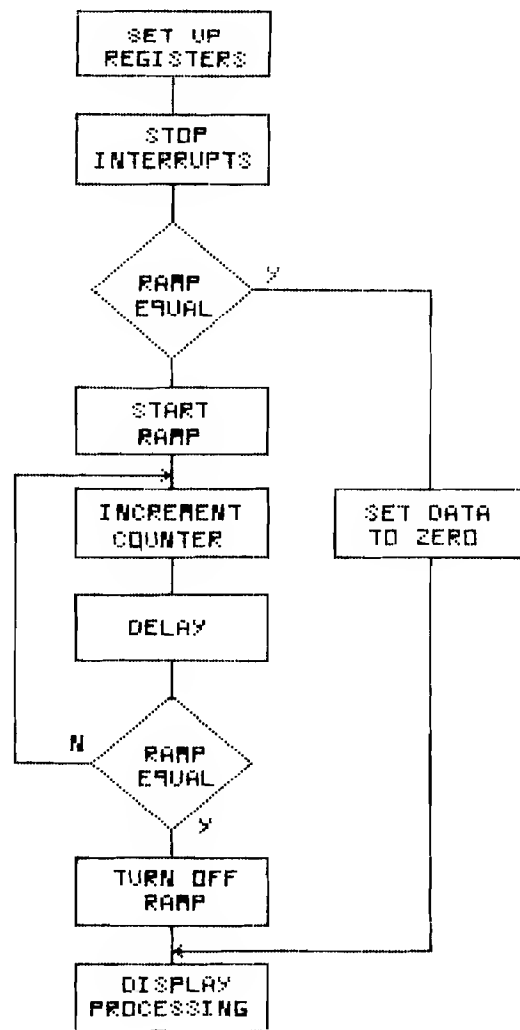 SET UP
REGISTERS
STOP
INTERRUPTS
RAMP
EQUAL
Y
START
RAMP
INCREMENT
COUNTER
SET DATA
TO ZERO
DELAY
N
RAMP
EQUAL
Y
TURN OFF
RAMP
DISPLAY
PROCESSING